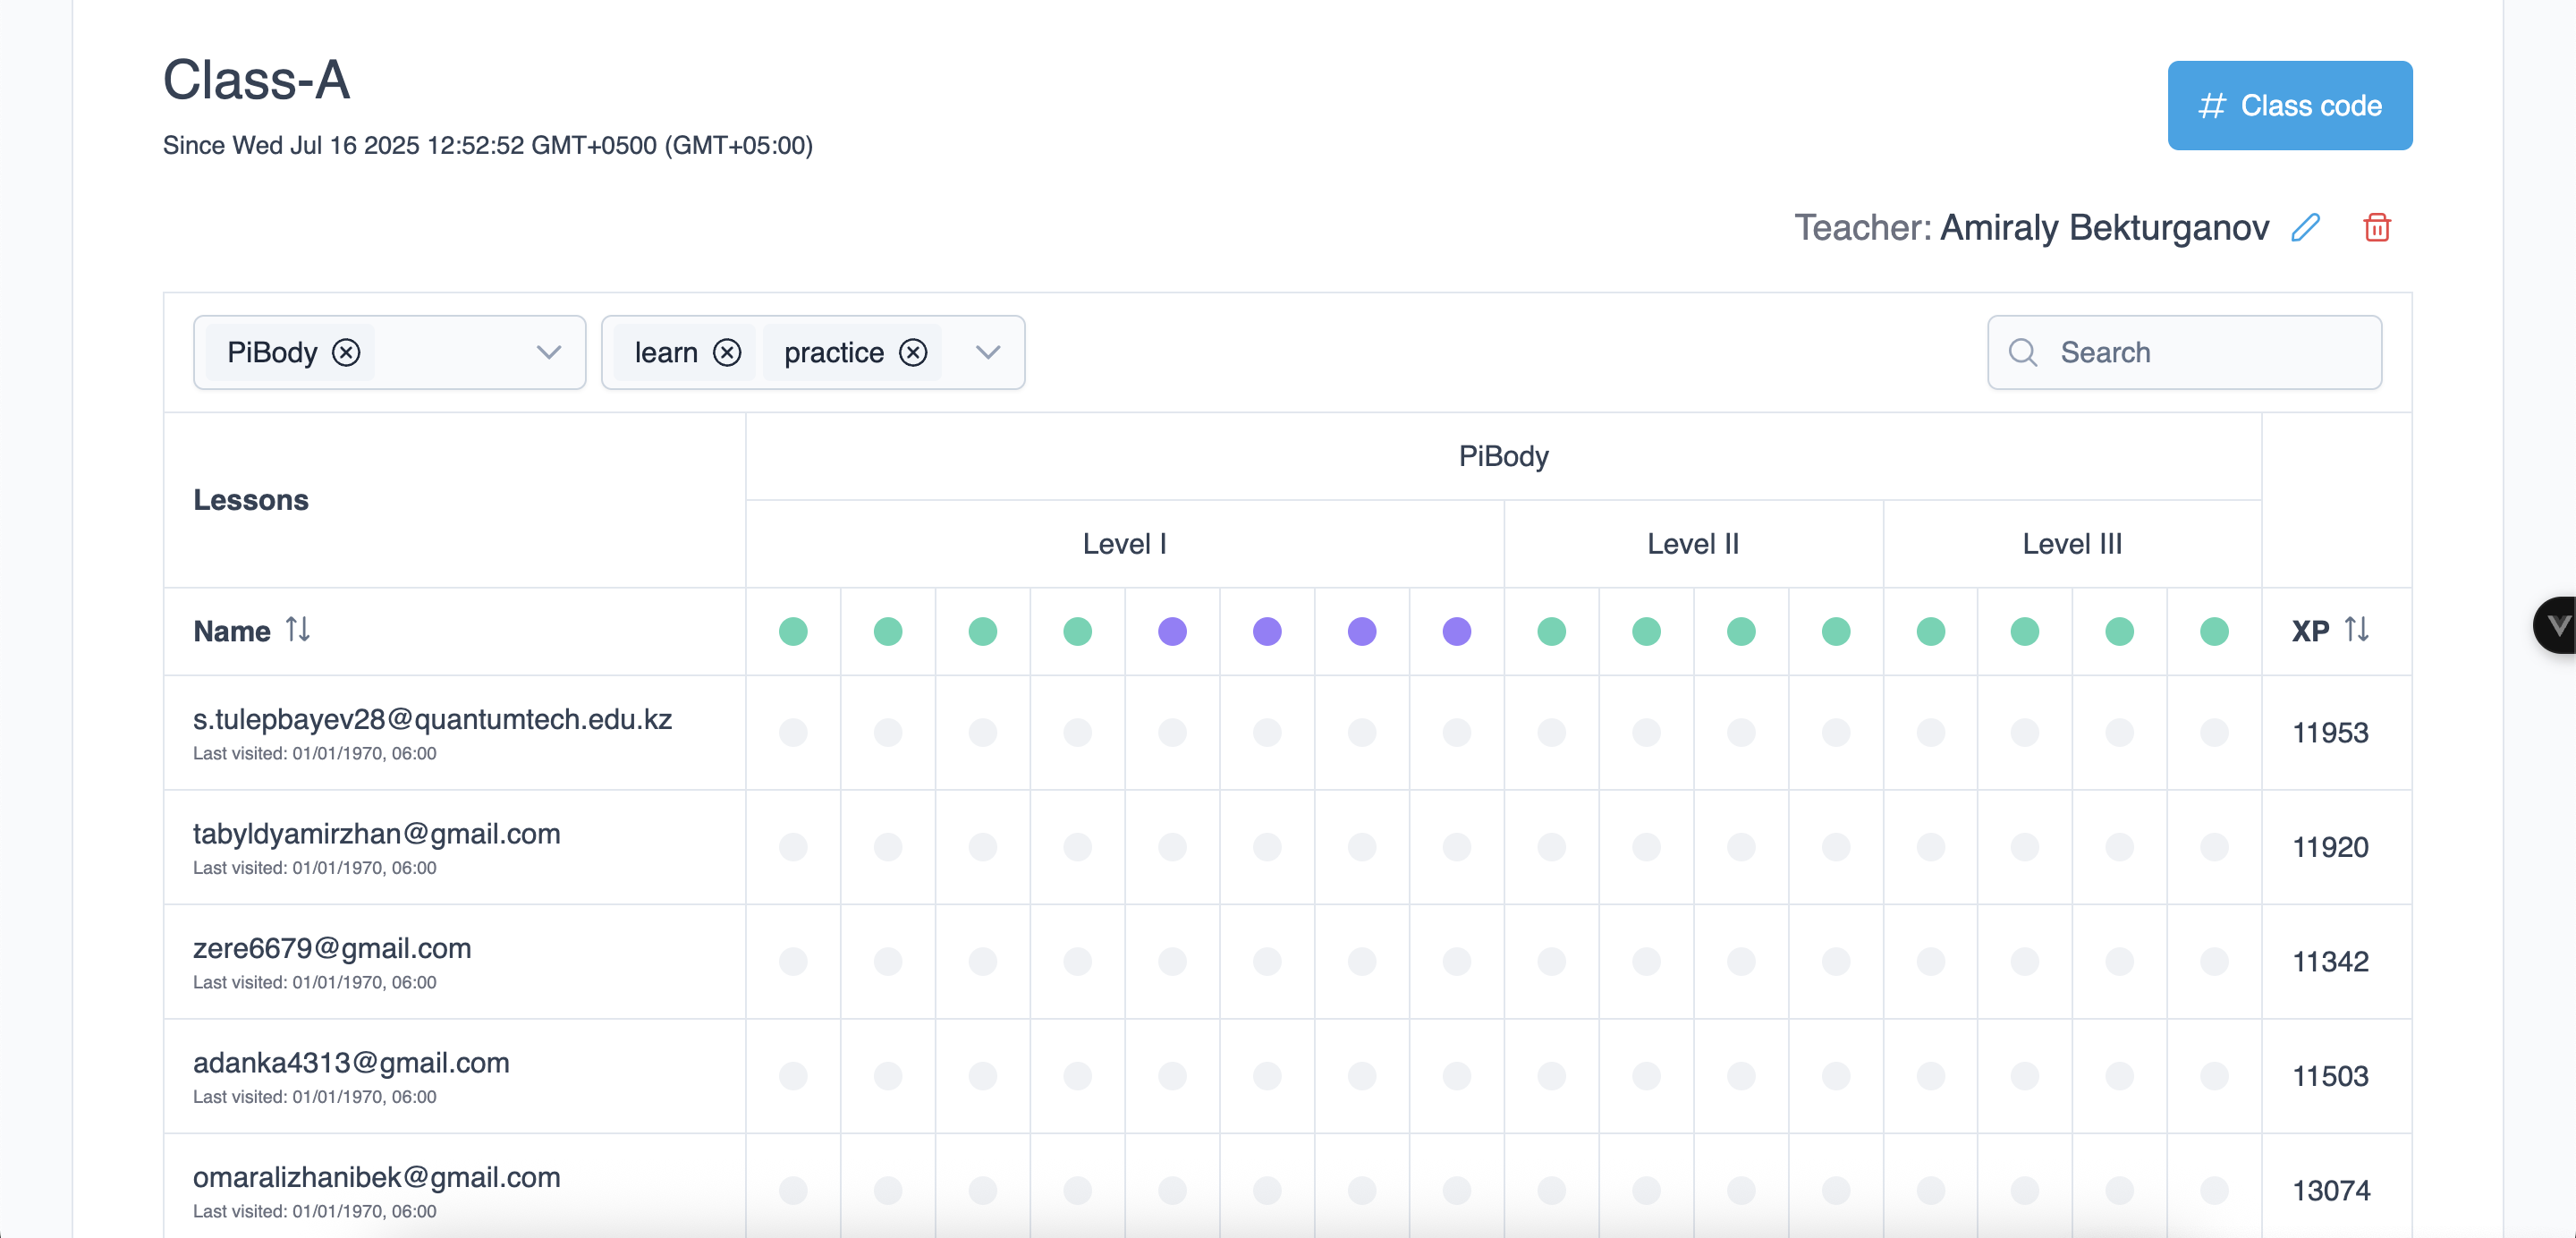 Class-A
# Class code
Since Wed Jul 16 2025 12:52:52 GMT+0500 (GMT+05:00)
Teacher: Amiraly Bekturganov
PiBody
learn practice
Search
Lessons
PiBody
Level I
Level II
Level III
Name
XP
s.tulepbayev28@quantumtech.edu.kz
Last visited: 01/01/1970, 06:00
11953
tabyldyamirzhan@gmail.com
Last visited: 01/01/1970, 06:00
11920
zere6679@gmail.com
Last visited: 01/01/1970, 06:00
11342
adanka4313@gmail.com
Last visited: 01/01/1970, 06:00
11503
omaralizhanibek@gmail.com
Last visited: 01/01/1970, 06:00
13074